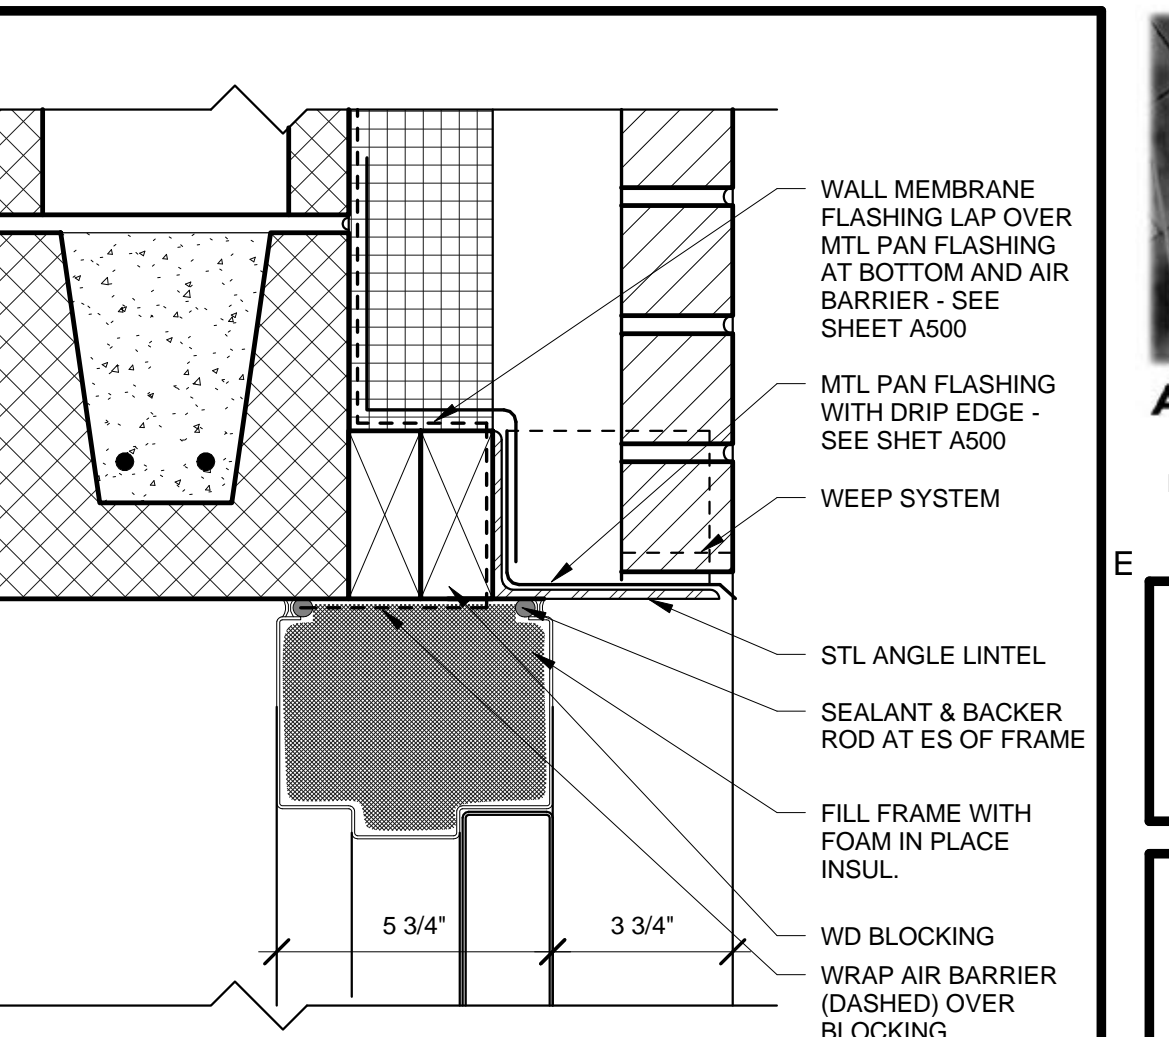 WALL MEMBRANE
FLASHING LAP OVER
MTL PAN FLASHING
AT BOTTOM AND AIR
BARRIER - SEE
SHEET A500
MTL PAN FLASHING
WITH DRIP EDGE -
SEE SHET A500
WEEP SYSTEM
E
STL ANGLE LINTEL
SEALANT & BACKER
ROD AT ES OF FRAME
FILL FRAME WITH
FOAM IN PLACE
INSUL.
5 3/4"
3 3/4"
WD BLOCKING
WRAP AIR BARRIER
(DASHED) OVER
BLOCKING